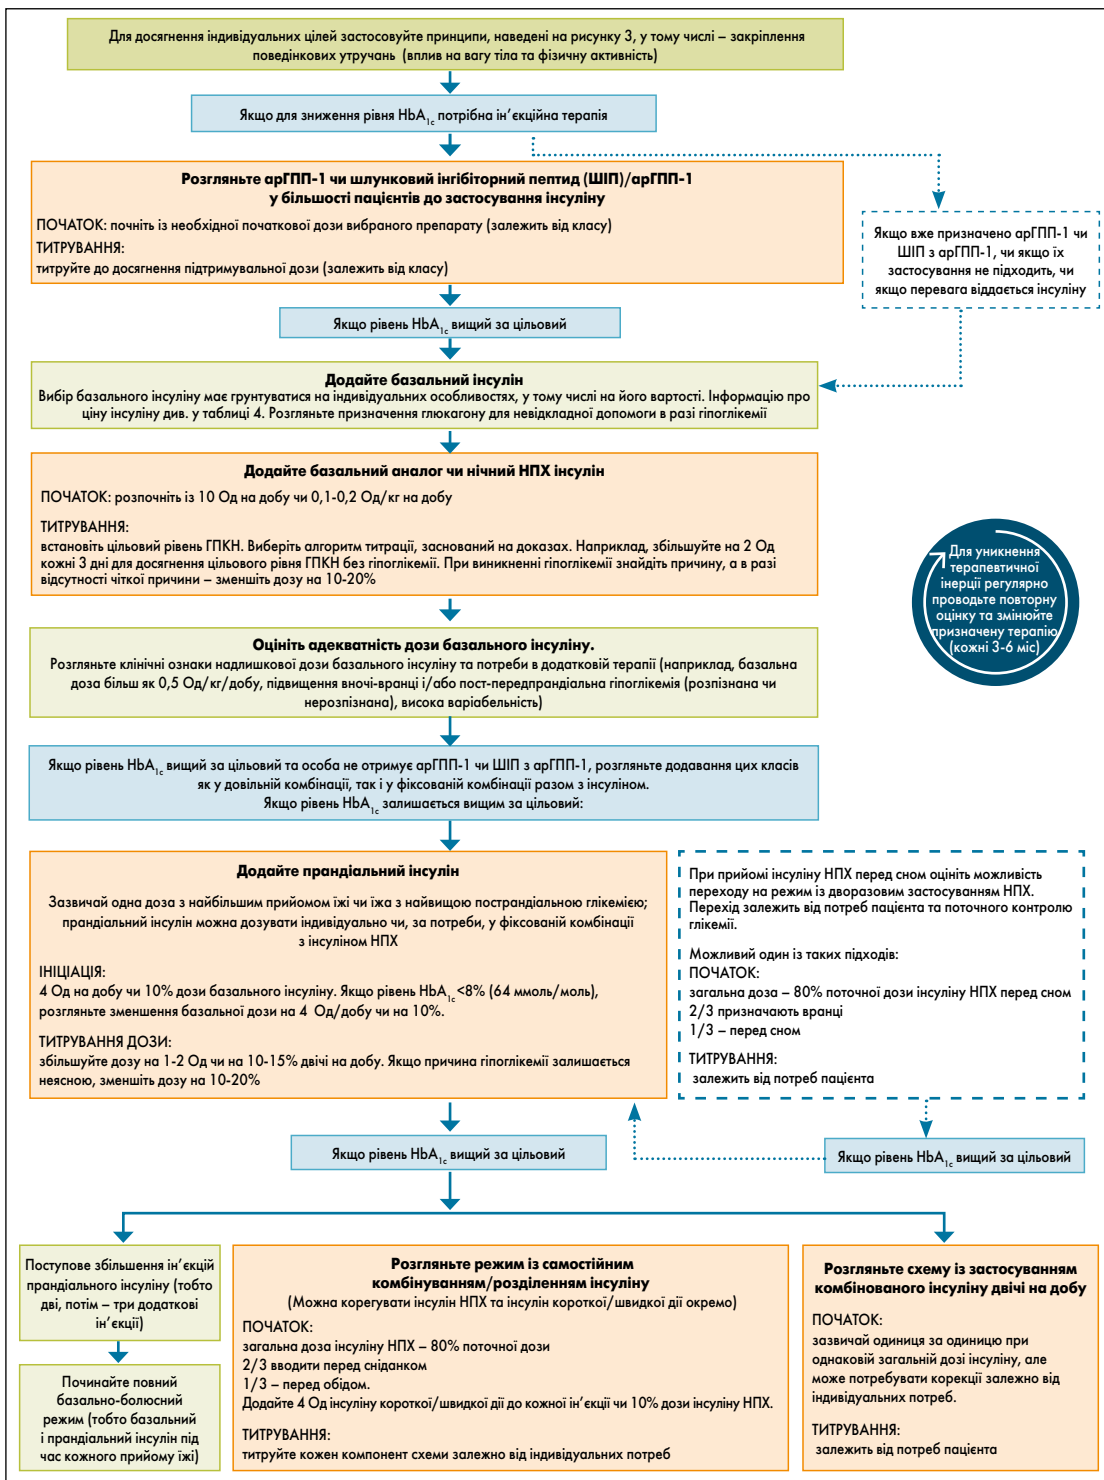 Для досягнення індивідуальних цілей застосовуйте принципи, наведені на рисунку 3, у тому числі – закріплення
поведінкових утручань (вплив на вагу тіла та фізичну активність)
Якщо для зниження рівня HbA1c потрібна ін’єкційна терапія
Розгляньте арГПП-1 чи шлунковий інгібіторний пептид (ШІП)/арГПП-1
у більшості пацієнтів до застосування інсуліну
ПОЧАТОК: почніть із необхідної початкової дози вибраного препарату (залежить від класу)
ТИТРУВАННЯ:
титруйте до досягнення підтримувальної дози (залежить від класу)
Якщо вже призначено арГПП-1 чи
ШІП з арГПП-1, чи якщо їх
застосування не підходить, чи
якщо перевага віддається інсуліну
Якщо рівень HbA1c вищий за цільовий
Додайте базальний інсулін
Вибір базального інсуліну має грунтуватися на індивідуальних особливостях, у тому числі на його вартості. Інформацію про
ціну інсуліну див. у таблиці 4. Розгляньте призначення глюкагону для невідкладної допомоги в разі гіпоглікемії
Додайте базальний аналог чи нічний НПХ інсулін
ПОЧАТОК: розпочніть із 10 Од на добу чи 0,1-0,2 Од/кг на добу
ТИТРУВАННЯ:
встановіть цільовий рівень ГПКН. Виберіть алгоритм титрації, заснований на доказах. Наприклад, збільшуйте на 2 Од
кожні 3 дні для досягнення цільового рівня ГПКН без гіпоглікемії. При виникненні гіпоглікемії знайдіть причину, а в разі
відсутності чіткої причини – зменшіть дозу на 10-20%
Для уникнення
терапевтичної
інерції регулярно
проводьте повторну
оцінку та змінюйте
призначену терапію
(кожні 3-6 міс)
Оцініть адекватність дози базального інсуліну.
Розгляньте клінічні ознаки надлишкової дози базального інсуліну та потреби в додатковій терапії (наприклад, базальна
доза більш як 0,5 Од/кг/добу, підвищення вночі-вранці і/або пост-передпрандіальна гіпоглікемія (розпізнана чи
нерозпізнана), висока варіабельність)
Якщо рівень HbA1c вищий за цільовий та особа не отримує арГПП-1 чи ШІП з арГПП-1, розгляньте додавання цих класів
як у довільній комбінації, так і у фіксованій комбінації разом з інсуліном.
Якщо рівень HbA1c залишається вищим за цільовий:
Додайте прандіальний інсулін
Зазвичай одна доза з найбільшим прийомом їжі чи їжа з найвищою пострандіальною глікемією;
прандіальний інсулін можна дозувати індивідуально чи, за потреби, у фіксованій комбінації
з інсуліном НПХ
ІНІЦІАЦІЯ:
4 Од на добу чи 10% дози базального інсуліну. Якщо рівень HbA1c <8% (64 ммоль/моль),
розгляньте зменшення базальної дози на 4 Од/добу чи на 10%.
ТИТРУВАННЯ ДОЗИ:
збільшуйте дозу на 1-2 Од чи на 10-15% двічі на добу. Якщо причина гіпоглікемії залишається
неясною, зменшіть дозу на 10-20%
При прийомі інсуліну НПХ перед сном оцініть можливість
переходу на режим із дворазовим застосуванням НПХ.
Перехід залежить від потреб пацієнта та поточного контролю
глікемії.
Можливий один із таких підходів:
ПОЧАТОК:
загальна доза – 80% поточної дози інсуліну НПХ перед сном
2/3 призначають вранці
1/3 – перед сном
ТИТРУВАННЯ:
залежить від потреб пацієнта
Якщо рівень HbA1c вищий за цільовий
Якщо рівень HbA1c вищий за цільовий
Поступове збільшення ін’єкцій
прандіального інсуліну (тобто
дві, потім – три додаткові
ін’єкції)
Починайте повний
базально-болюсний
режим (тобто базальний
і прандіальний інсулін під
час кожного прийому їжі)
Розгляньте режим із самостійним
комбінуванням/розділенням інсуліну
(Можна корегувати інсулін НПХ та інсулін короткої/швидкої дії окремо)
ПОЧАТОК:
загальна доза інсуліну НПХ – 80% поточної дози
2/3 вводити перед сніданком
1/3 – перед обідом.
Додайте 4 Од інсуліну короткої/швидкої дії до кожної ін’єкції чи 10% дози інсуліну НПХ.
ТИТРУВАННЯ:
титруйте кожен компонент схеми залежно від індивідуальних потреб
Розгляньте схему із застосуванням
комбінованого інсуліну двічі на добу
ПОЧАТОК:
зазвичай одиниця за одиницю при
однаковій загальній дозі інсуліну, але
може потребувати корекції залежно від
індивідуальних потреб.
ТИТРУВАННЯ:
залежить від потреб пацієнта